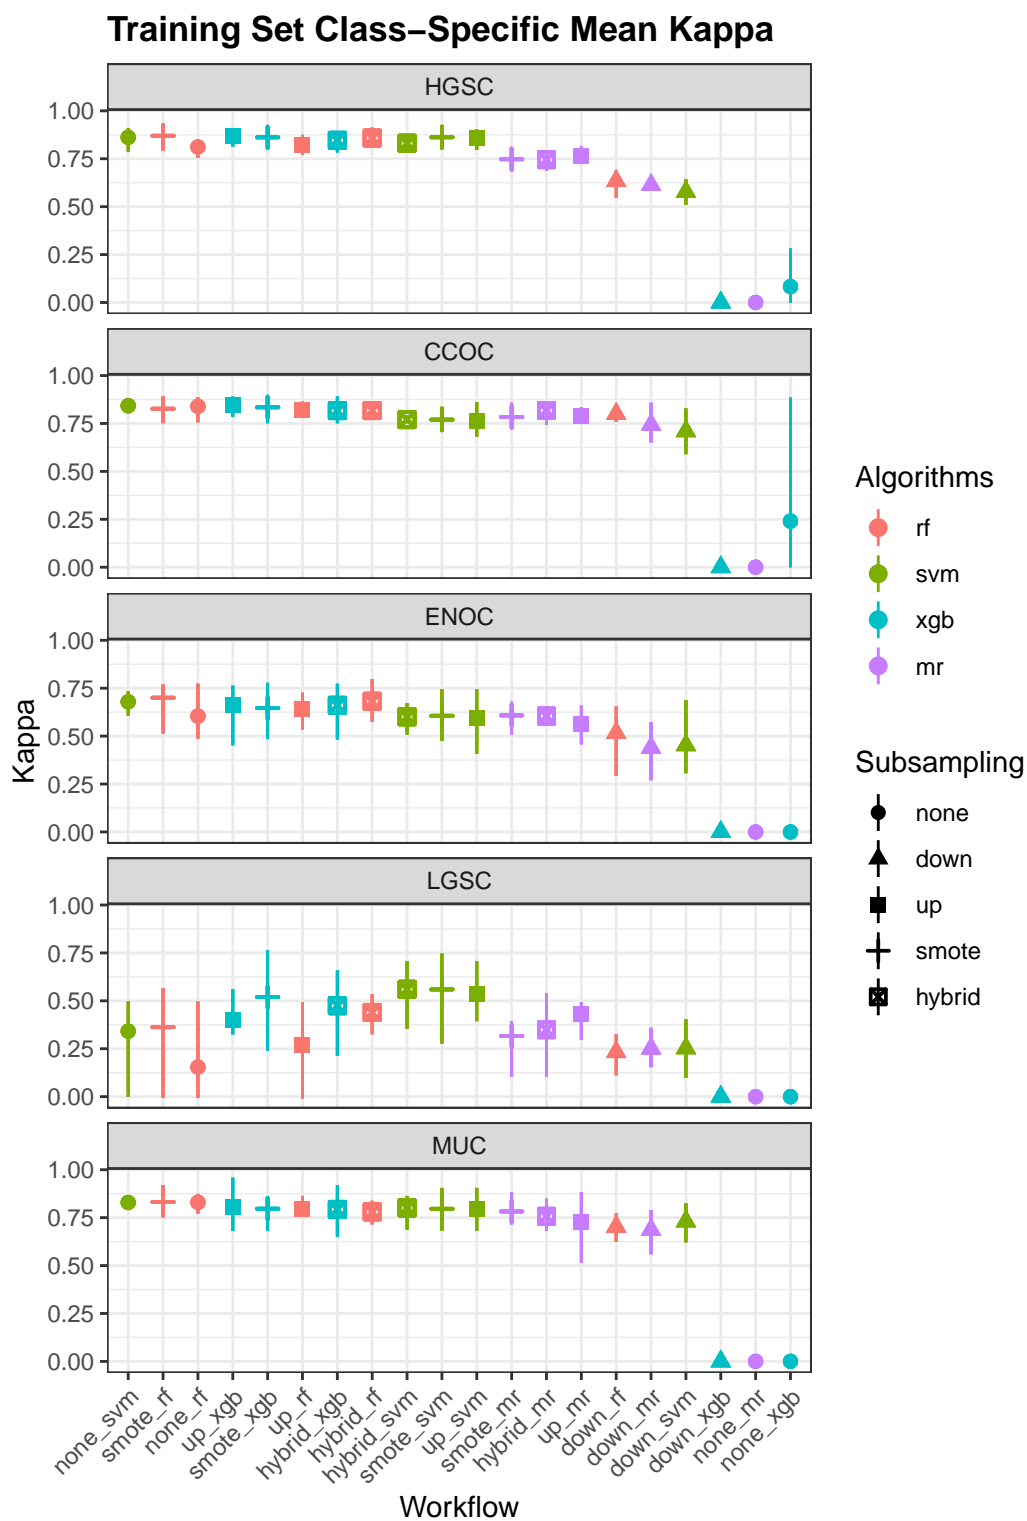 Training Set Class−Specific Mean Kappa
HGSC
1.00
0.75
0.50
0.25
0.00
CCOC
1.00
0.75
0.50
0.25
0.00
ENOC
1.00
0.75
0.50
0.25
0.00
LGSC
1.00
0.75
0.50
0.25
0.00
MUC
1.00
0.75
0.50
0.25
0.00
Kappa
none_svm
smote_rf
none_rf
up_xgb
smote_xgb
up_rf
hybrid_xgb
hybrid_rf
hybrid_svm
smote_svm
up_svm
smote_mr
hybrid_mr
up_mr
down_rf
down_mr
down_svm
down_xgb
none_mr
none_xgb
Workflow
Algorithms
rf
svm
xgb
mr
Subsampling
none
down
up
smote
hybrid